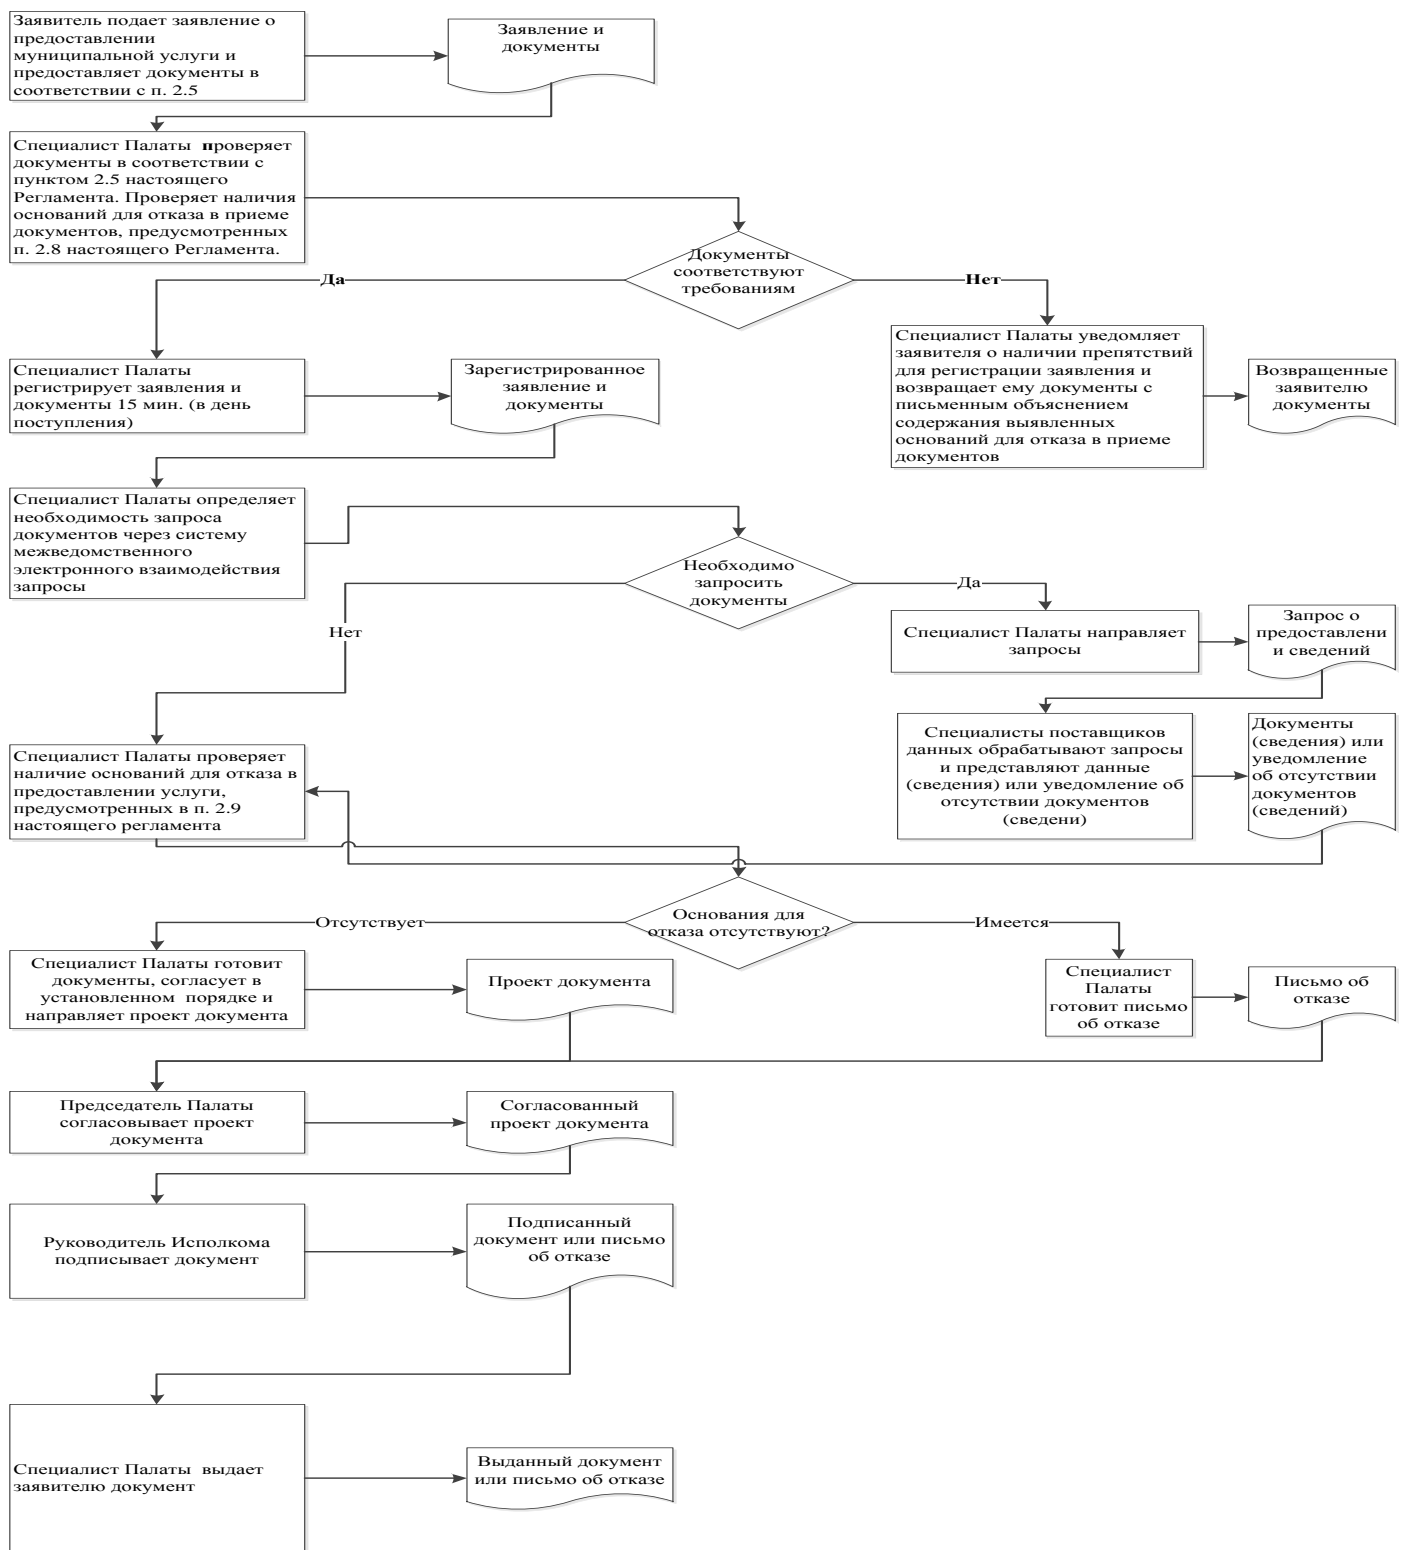 Заявитель подает заявление о
предоставлении
муниципальной услуги и
предоставляет документы в
соответствии с п. 2.5
Заявление и
документы
Специалист Палаты проверяет
документы в соответствии с
пунктом 2.5 настоящего
Регламента. Проверяет наличия
оснований для отказа в приеме
документов, предусмотренных
п. 2.8 настоящего Регламента.
Документы
соответствуют
требованиям
Да
Нет
Специалист Палаты
регистрирует заявления и
документы 15 мин. (в день
поступления)
Зарегистрированное
заявление и
документы
Специалист Палаты уведомляет
заявителя о наличии препятствий
для регистрации заявления и
возвращает ему документы с
письменным объяснением
содержания выявленных
оснований для отказа в приеме
документов
Возвращенные
заявителю
документы
Специалист Палаты определяет
необходимость запроса
документов через систему
межведомственного
электронного взаимодействия
запросы
Необходимо
запросить
документы
Да
Нет
Специалист Палаты направляет
запросы
Запрос о
предоставлени
и сведений
Специалисты поставщиков
данных обрабатывают запросы
и представляют данные
(сведения) или уведомление об
отсутствии документов
(сведени)
Документы
(сведения) или
уведомление
об отсутствии
документов
(сведений)
Специалист Палаты проверяет
наличие оснований для отказа в
предоставлении услуги,
предусмотренных в п. 2.9
настоящего регламента
Основания для
отказа отсутствуют?
Отсутствует
Имеется
Специалист Палаты готовит
документы, согласует в
установленном порядке и
направляет проект документа
Проект документа
Специалист
Палаты
готовит письмо
об отказе
Письмо об
отказе
Председатель Палаты
согласовывает проект
документа
Согласованный
проект документа
Руководитель Исполкома
подписывает документ
Подписанный
документ или письмо
об отказе
Специалист Палаты выдает
заявителю документ
Выданный документ
или письмо об отказе